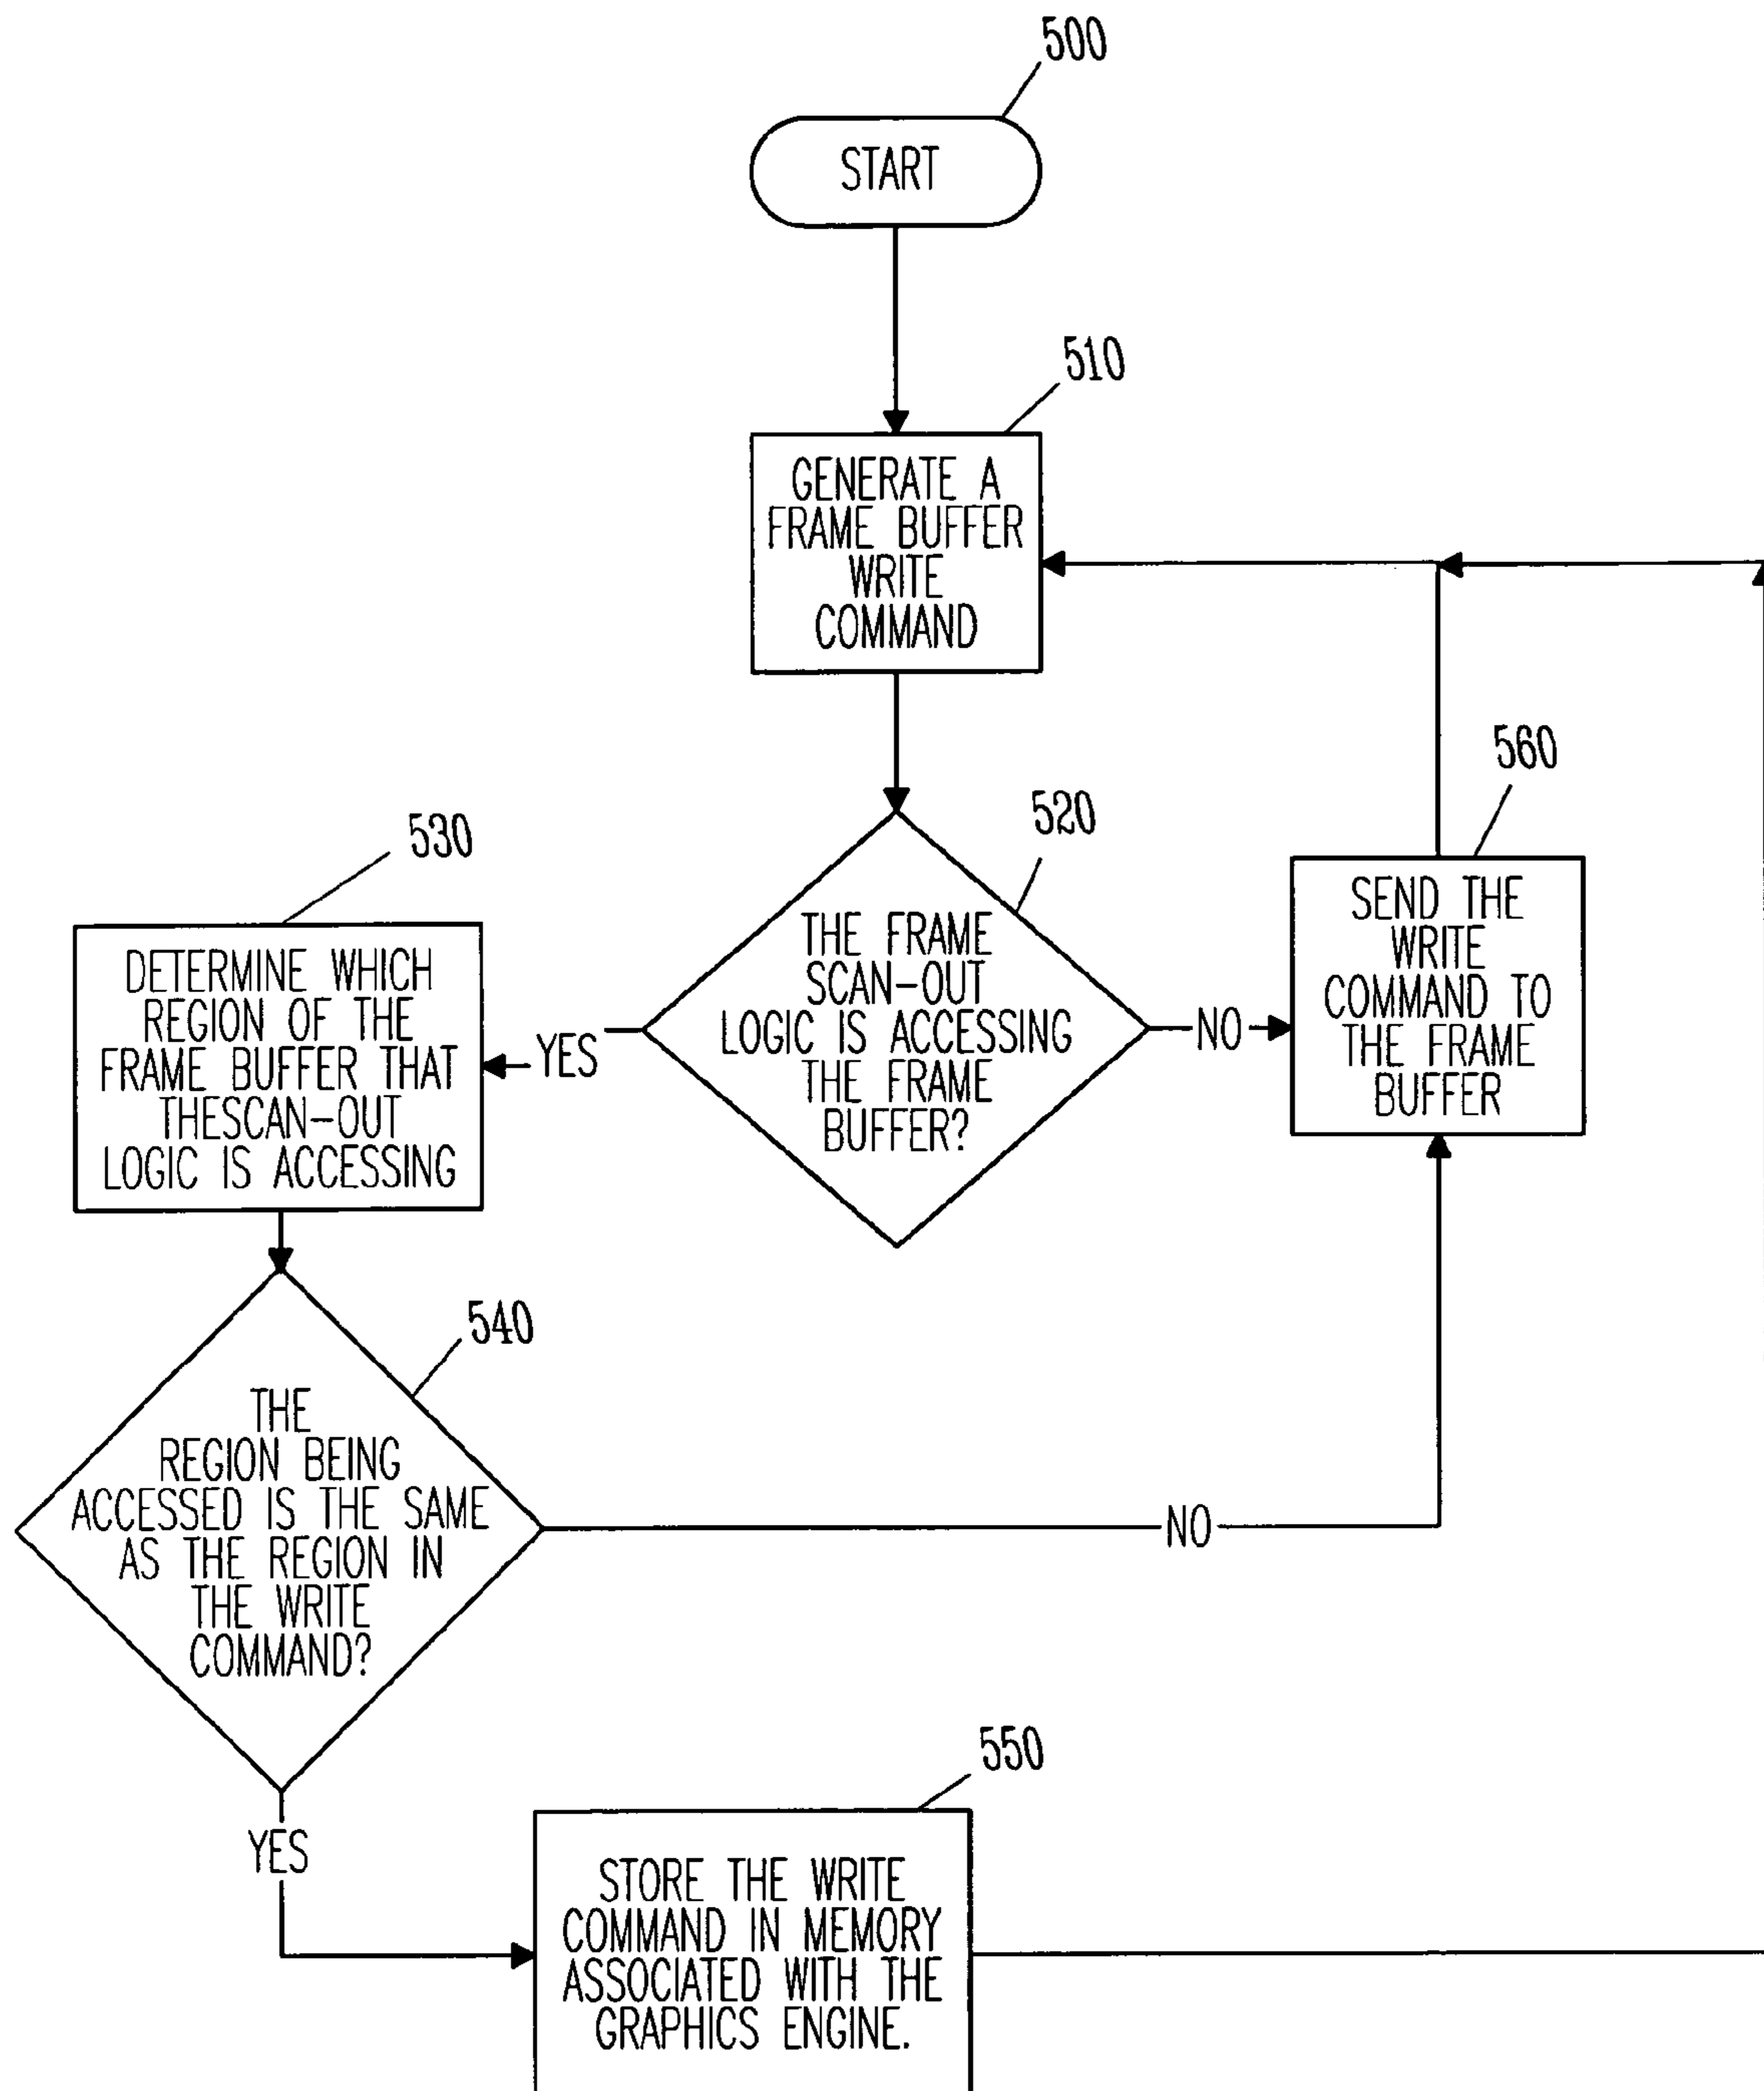 500
START
510
GENERATE A
FRAME BUFFER
WRITE
COMMAND
520
THE FRAME
SCAN-OUT
LOGIC IS ACCESSING
THE FRAME
BUFFER?
YES
NO
530
DETERMINE WHICH
REGION OF THE
FRAME BUFFER THAT
THESCAN-OUT
LOGIC IS ACCESSING
560
SEND THE
WRITE
COMMAND TO
THE FRAME
BUFFER
540
THE
REGION BEING
ACCESSED IS THE SAME
AS THE REGION IN
THE WRITE
COMMAND?
NO
YES
550
STORE THE WRITE
COMMAND IN MEMORY
ASSOCIATED WITH THE
GRAPHICS ENGINE.